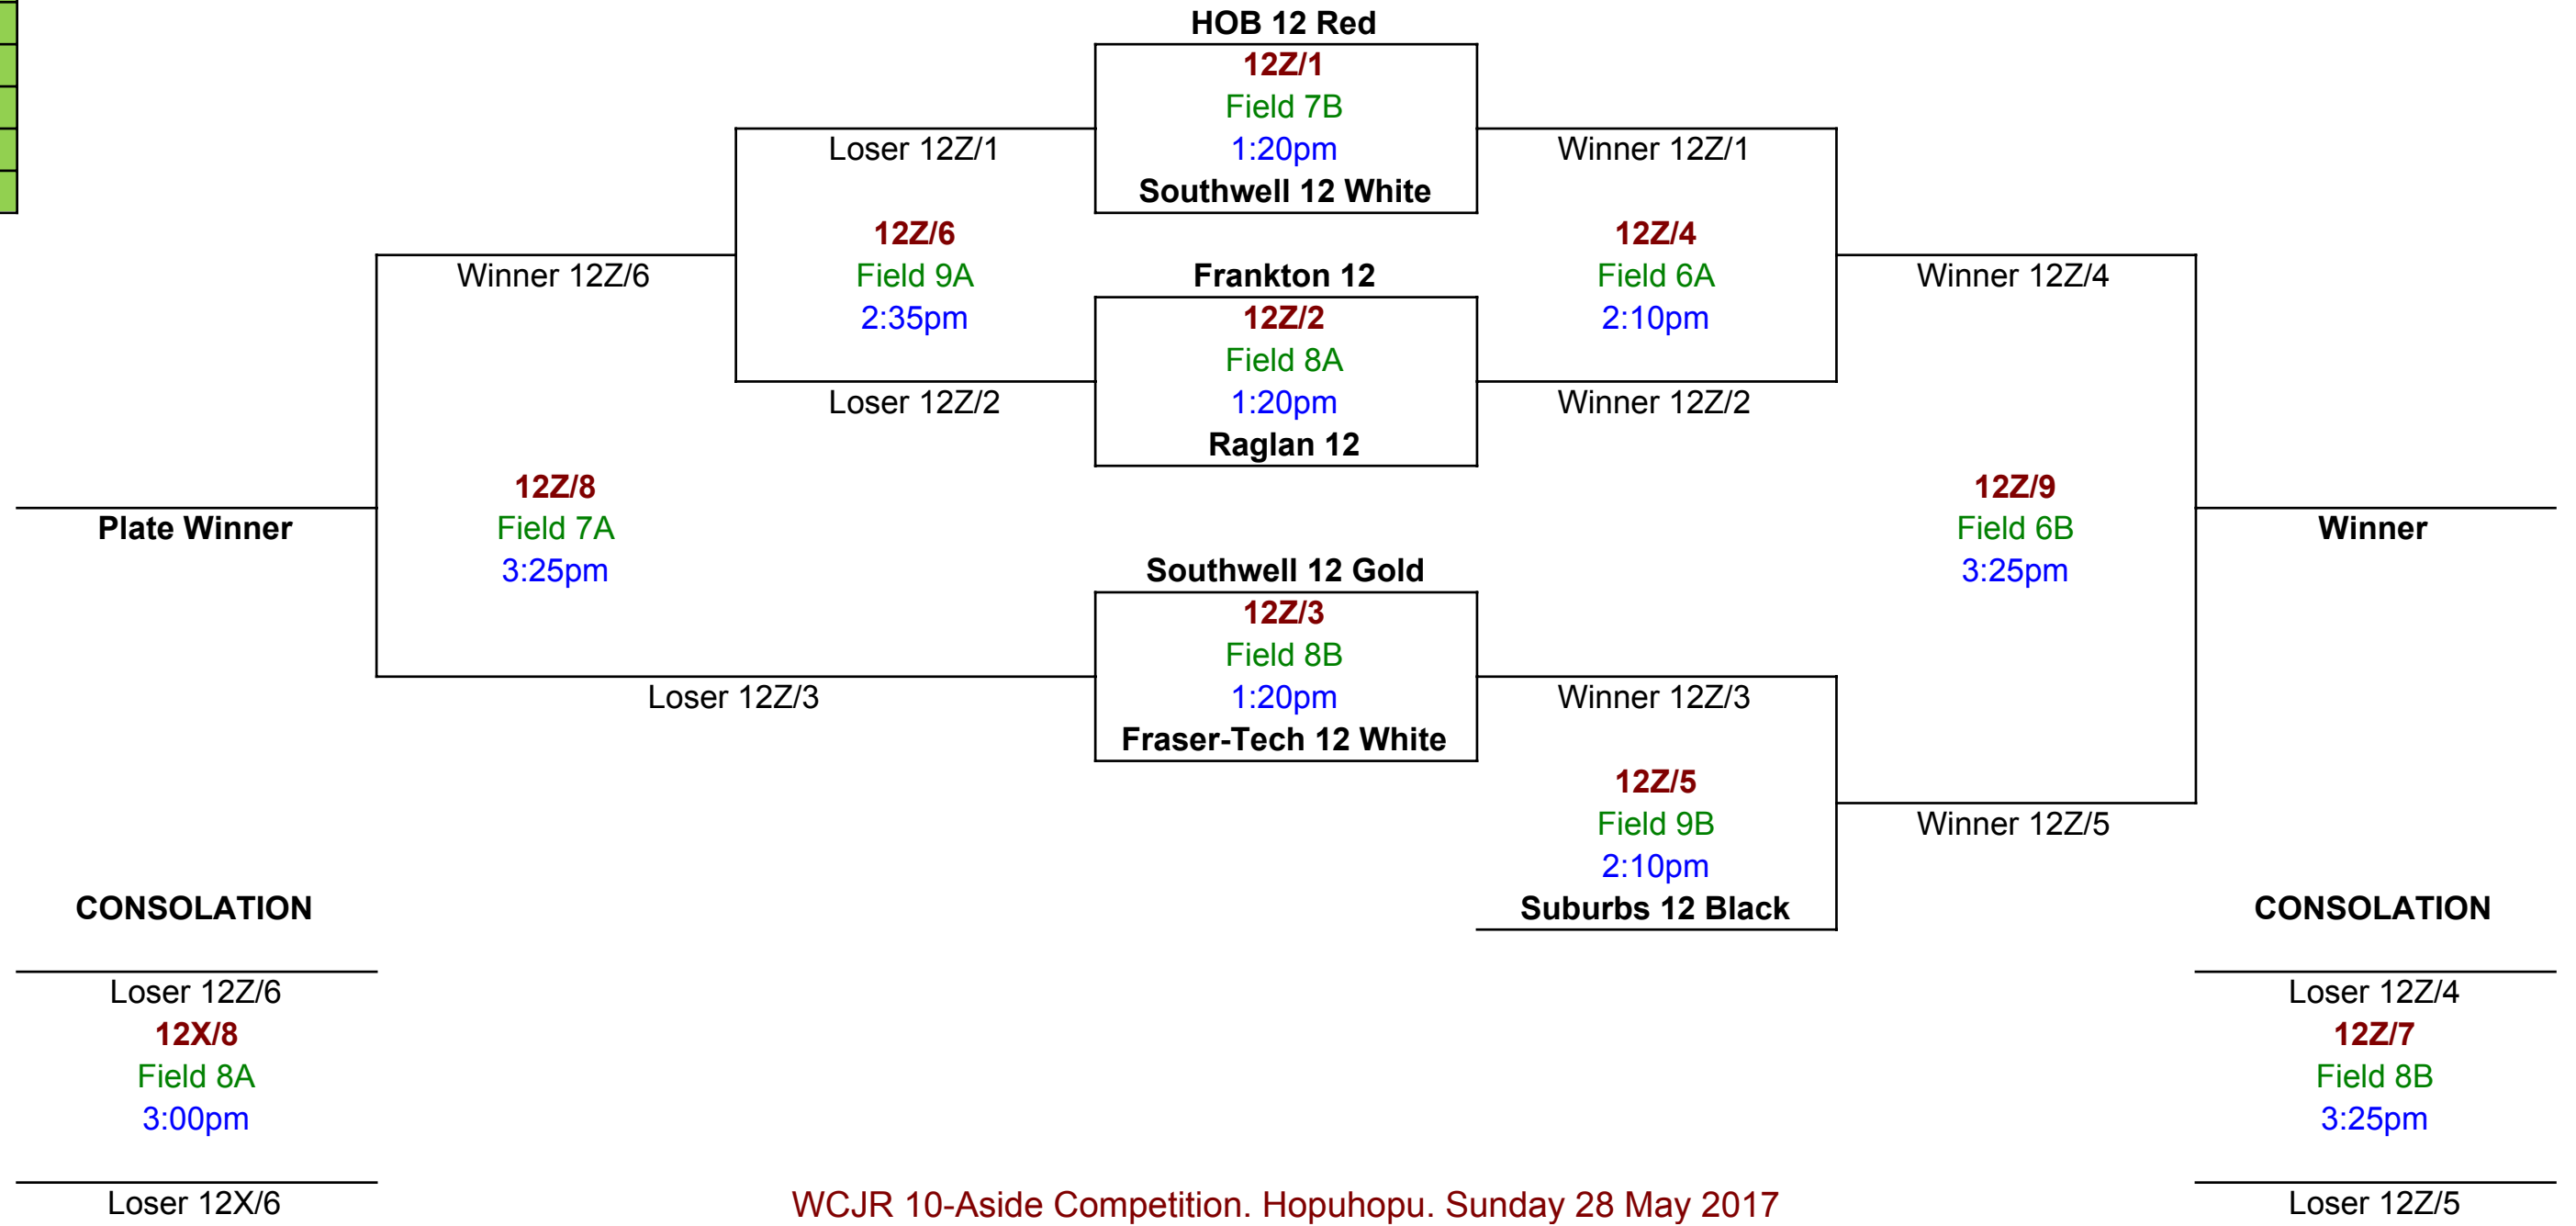 HOB 12 Red
12Z/1
Field 7B
Loser 12Z/1
1:20pm
Winner 12Z/1
Southwell 12 White
12Z/6
12Z/4
Winner 12Z/6
Field 9A
Frankton 12
Field 6A
Winner 12Z/4
2:35pm
12Z/2
2:10pm
Field 8A
Loser 12Z/2
1:20pm
Winner 12Z/2
Raglan 12
12Z/8
12Z/9
Plate Winner
Field 7A
Field 6B
Winner
3:25pm
Southwell 12 Gold
3:25pm
12Z/3
Field 8B
Loser 12Z/3
1:20pm
Winner 12Z/3
Fraser-Tech 12 White
12Z/5
Field 9B
Winner 12Z/5
2:10pm
CONSOLATION
Suburbs 12 Black
CONSOLATION
Loser 12Z/6
Loser 12Z/4
12X/8
12Z/7
Field 8A
Field 8B
3:00pm
3:25pm
Loser 12X/6
WCJR 10-Aside Competition. Hopuhopu. Sunday 28 May 2017
Loser 12Z/5